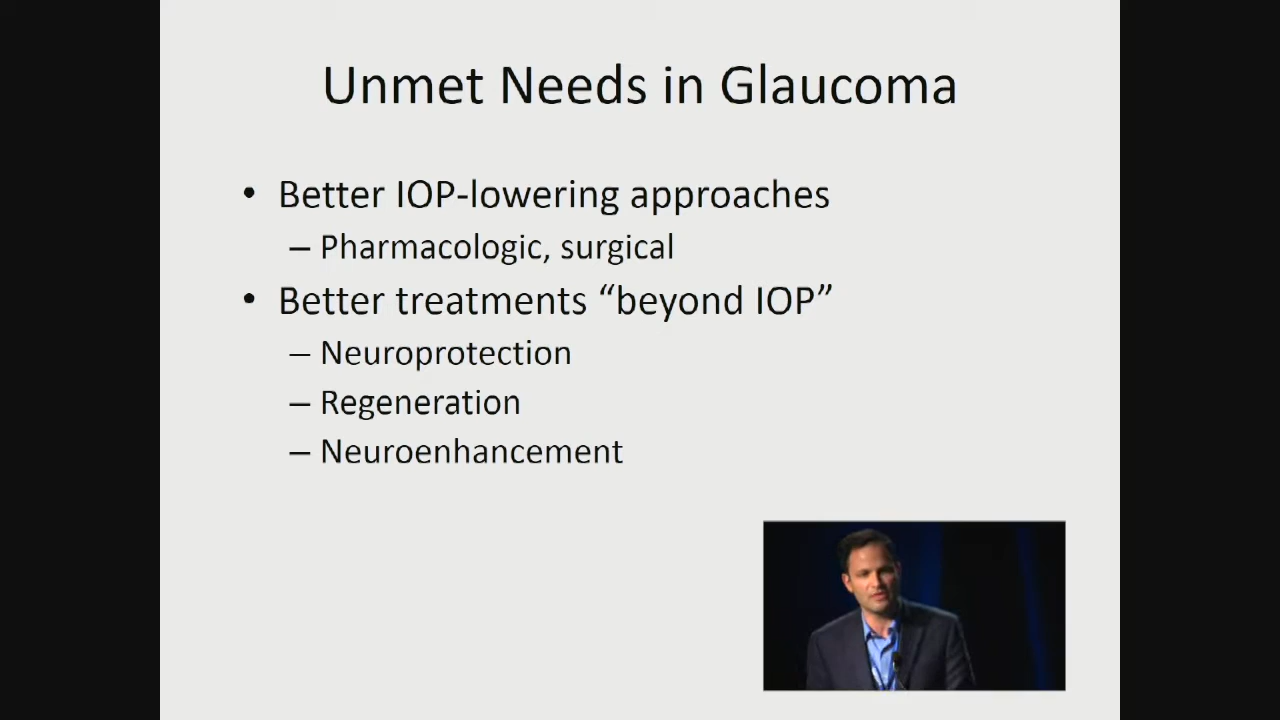 Unmet Needs in Glaucoma
• Better IOP-lowering approaches
– Pharmacologic, surgical
• Better treatments “beyond IOP”
– Neuroprotection
– Regeneration
– Neuroenhancement